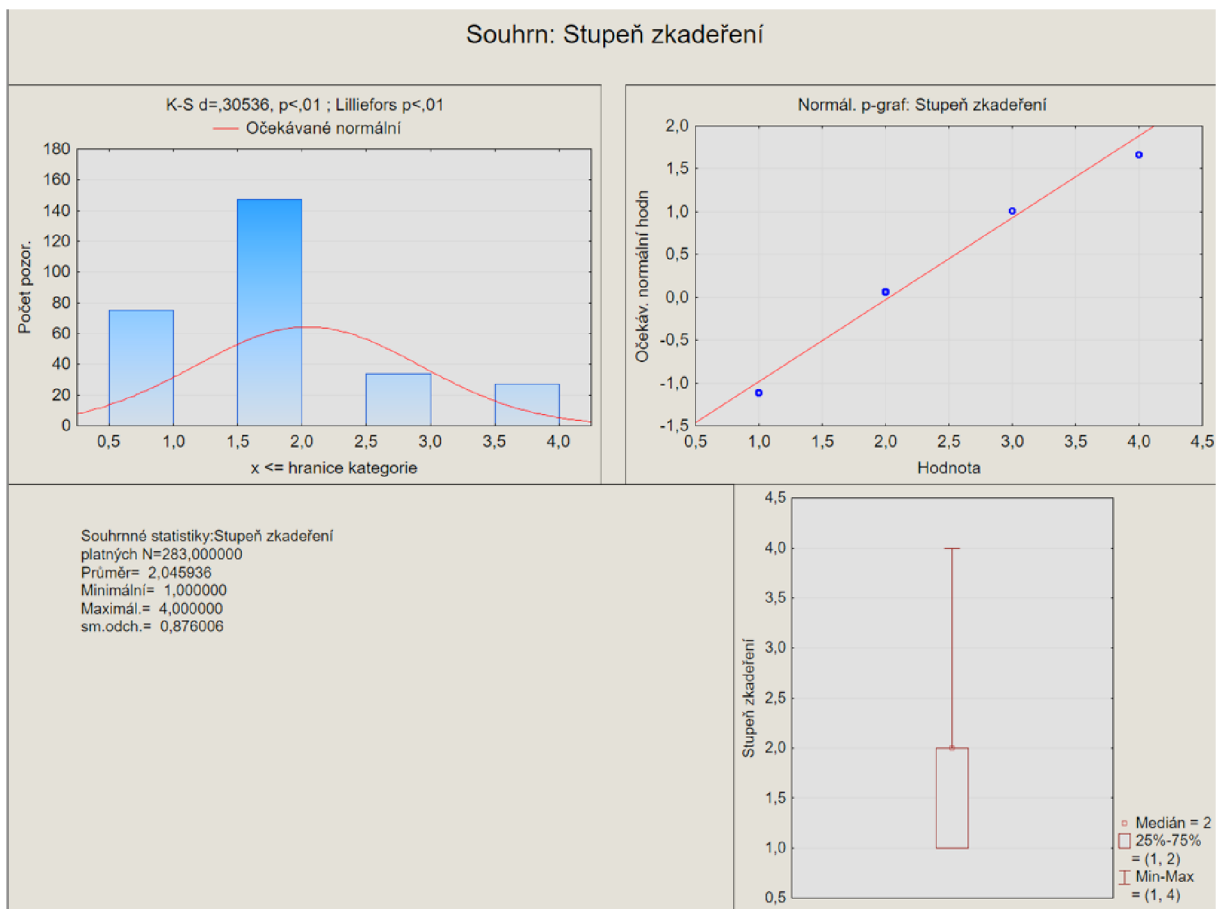 Souhrn: Stupeň zkadeření
K-S d=,30536, p<,01 ; Lilliefors p<,01
Očekávané normální
180
160
140
120
100
80
60
40
20
0
Počet pozor.
0,5 1,0 1,5 2,0 2,5 3,0 3,5 4,0
x <= hranice kategorie
Normál. p-graf: Stupeň zkadeření
2,0
1,5
1,0
0,5
0,0
-0,5
-1,0
-1,5
Očekáv. normální hodn
0,5 1,0 1,5 2,0 2,5 3,0 3,5 4,0 4,5
Hodnota
Souhrnné statistiky:Stupeň zkadeření
platných N=283,000000
Průměr= 2,045936
Minimální= 1,000000
Maximál.= 4,000000
sm.odch.= 0,876006
4,5
4,0
3,5
3,0
2,5
2,0
1,5
1,0
0,5
Stupeň zkadeření
Medián = 2
25%-75%
= (1, 2)
Min-Max
= (1, 4)